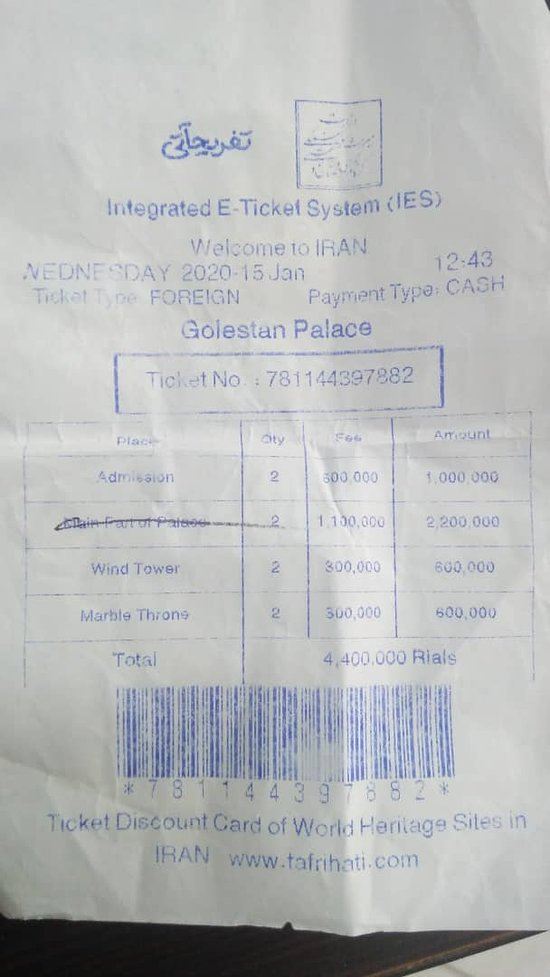 تفریحاتی
Integrated E-Ticket System (IES)
Welcome to IRAN
WEDNESDAY 2020-15 Jan 12:43
Ticket Type: FOREIGN Payment Type: CASH
Golestan Palace
Ticket No. : 781144397882
Place Qty Fee Amount
Admission 2 500,000 1,000,000
Main Part of Palace 2 1,100,000 2,200,000
Wind Tower 2 300,000 600,000
Marble Throne 2 300,000 600,000
Total 4,400,000 Rials
*781144397882*
Ticket Discount Card of World Heritage Sites in
IRAN www.tafrihati.com